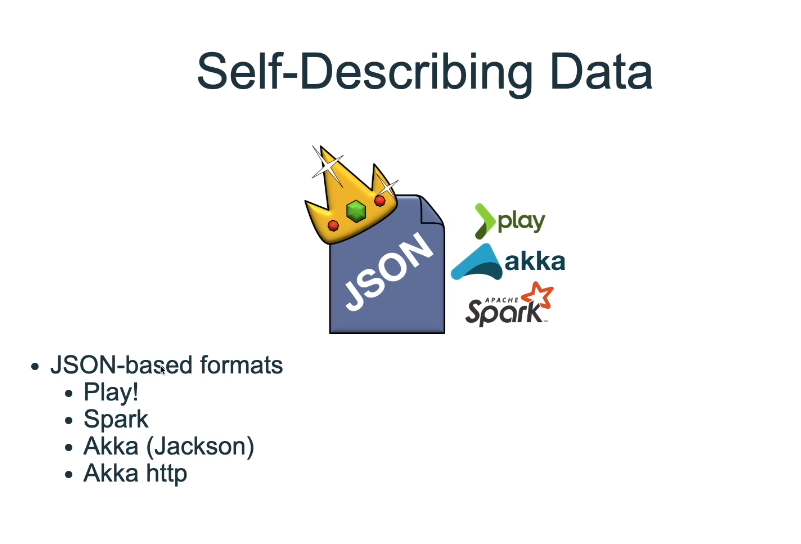 Self-Describing Data
JSON
play
akka
APACHE
Spark
• JSON-based formats
• Play!
• Spark
• Akka (Jackson)
• Akka http